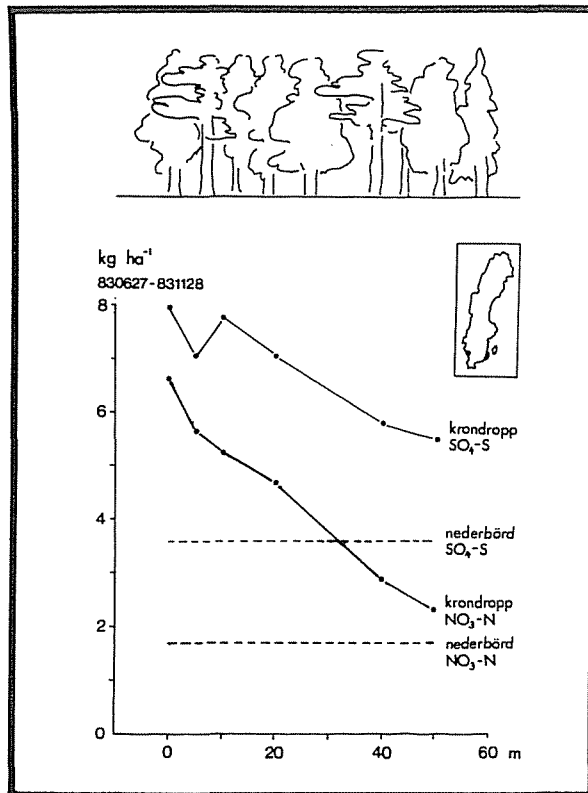 kg ha⁻¹
830627-831128
8
6
4
2
0
krondropp
SO₄-S
nederbörd
SO₄-S
krondropp
NO₃-N
nederbörd
NO₃-N
0 20 40 60 m